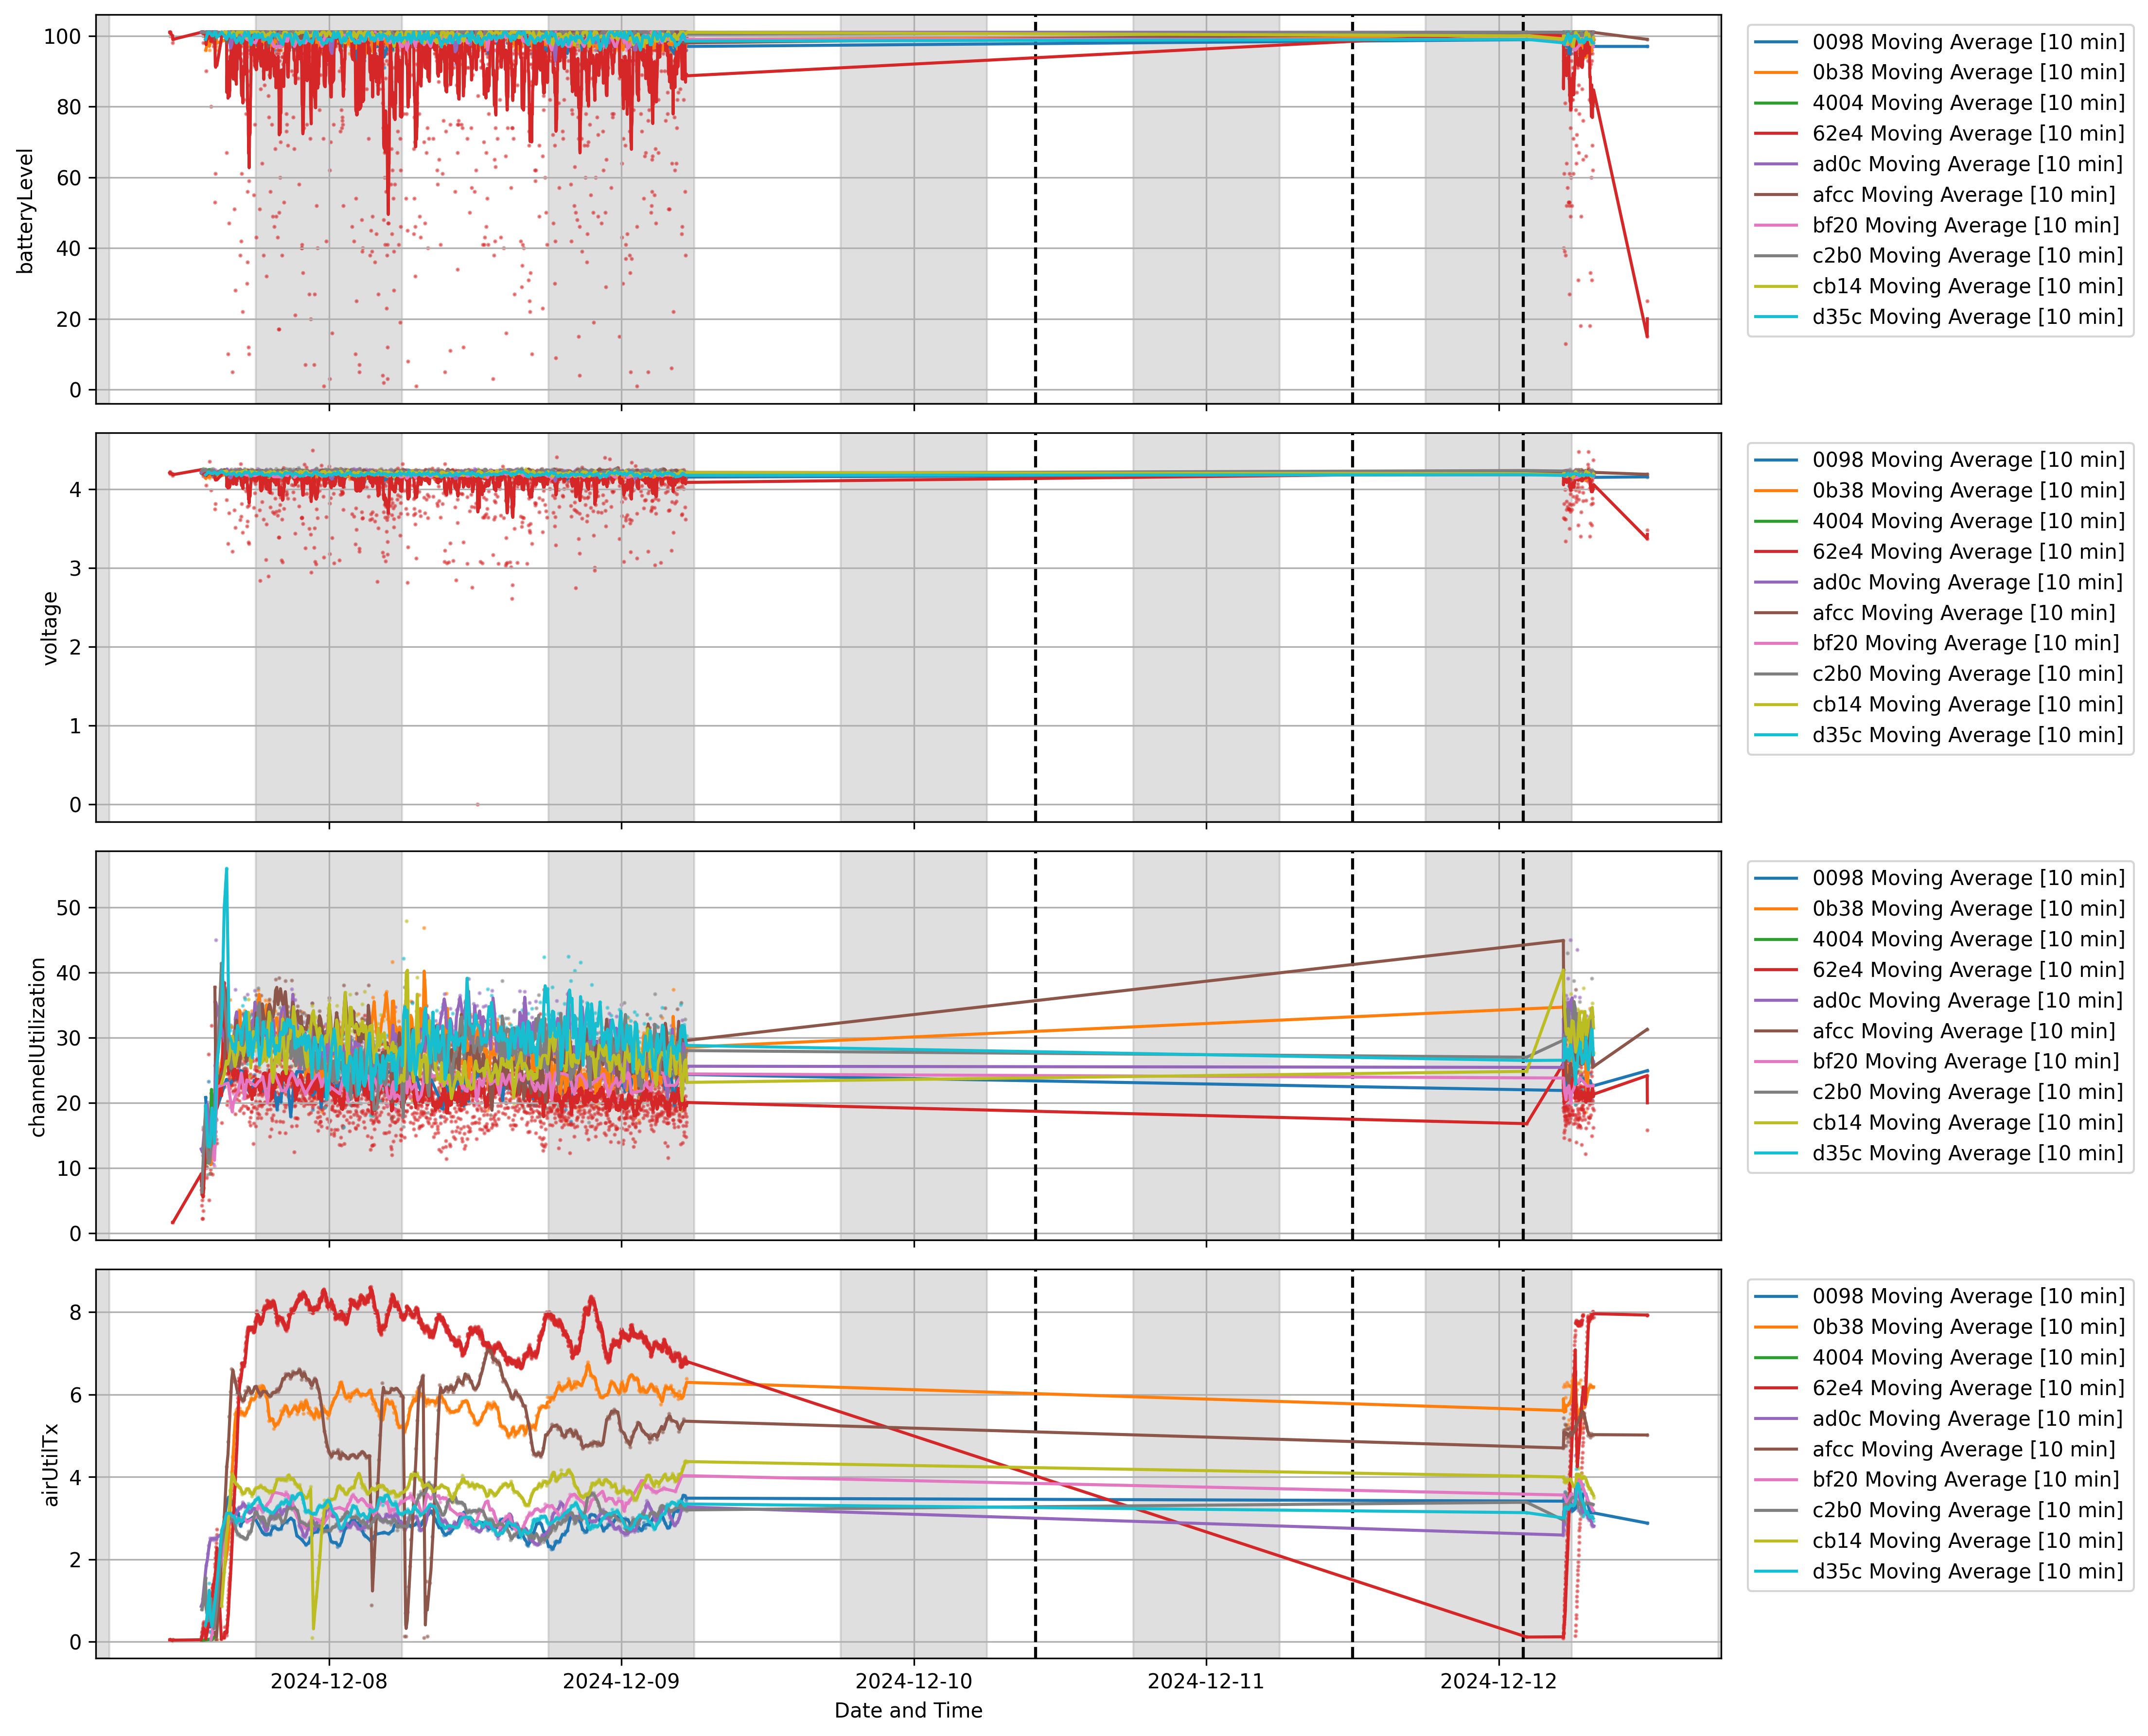 batteryLevel
100
80
60
40
20
0
0098 Moving Average [10 min]
0b38 Moving Average [10 min]
4004 Moving Average [10 min]
62e4 Moving Average [10 min]
ad0c Moving Average [10 min]
afcc Moving Average [10 min]
bf20 Moving Average [10 min]
c2b0 Moving Average [10 min]
cb14 Moving Average [10 min]
d35c Moving Average [10 min]
voltage
4
3
2
1
0
0098 Moving Average [10 min]
0b38 Moving Average [10 min]
4004 Moving Average [10 min]
62e4 Moving Average [10 min]
ad0c Moving Average [10 min]
afcc Moving Average [10 min]
bf20 Moving Average [10 min]
c2b0 Moving Average [10 min]
cb14 Moving Average [10 min]
d35c Moving Average [10 min]
channelUtilization
50
40
30
20
10
0
0098 Moving Average [10 min]
0b38 Moving Average [10 min]
4004 Moving Average [10 min]
62e4 Moving Average [10 min]
ad0c Moving Average [10 min]
afcc Moving Average [10 min]
bf20 Moving Average [10 min]
c2b0 Moving Average [10 min]
cb14 Moving Average [10 min]
d35c Moving Average [10 min]
airUtilTx
8
6
4
2
0
0098 Moving Average [10 min]
0b38 Moving Average [10 min]
4004 Moving Average [10 min]
62e4 Moving Average [10 min]
ad0c Moving Average [10 min]
afcc Moving Average [10 min]
bf20 Moving Average [10 min]
c2b0 Moving Average [10 min]
cb14 Moving Average [10 min]
d35c Moving Average [10 min]
2024-12-08 2024-12-09 2024-12-10 2024-12-11 2024-12-12
Date and Time